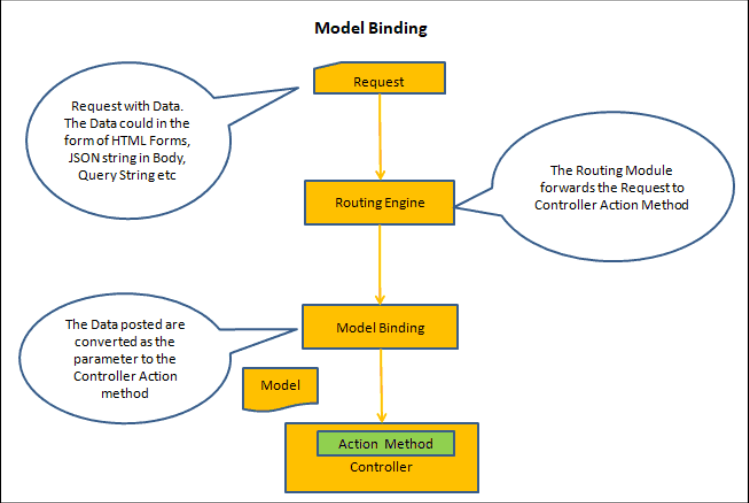 Model Binding
Request
Request with Data.
The Data could in the
form of HTML Forms,
JSON string in Body,
Query String etc
The Routing Module
forwards the Request to
Controller Action Method
Routing Engine
The Data posted are
converted as the
parameter to the
Controller Action
method
Model Binding
Model
Action Method
Controller